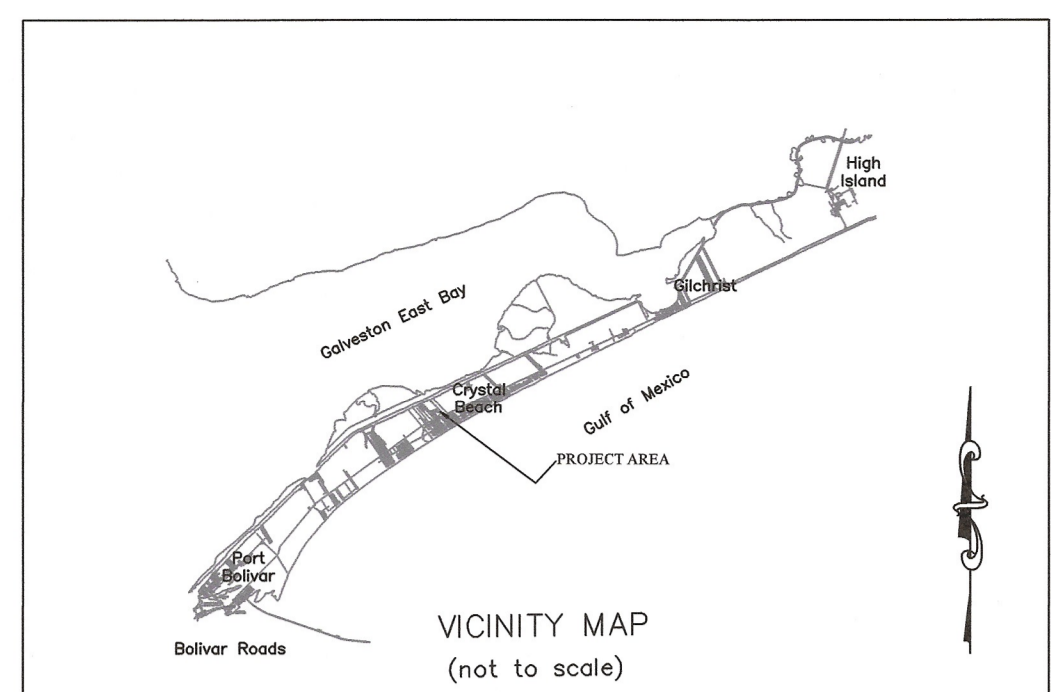 High
Island
Gilchrist
Galveston East Bay
Crystal
Beach
Gulf of Mexico
PROJECT AREA
Port
Bolivar
Bolivar Roads
VICINITY MAP
(not to scale)